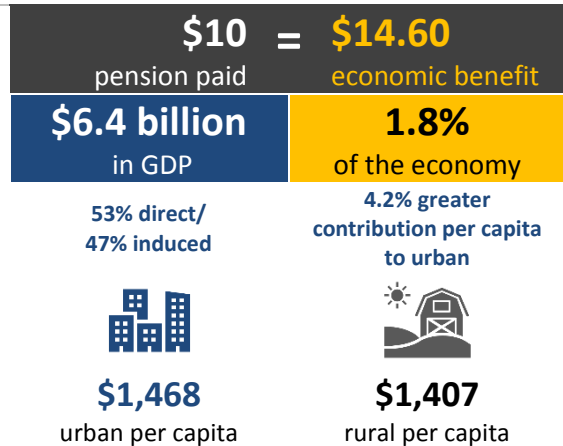 $10 = $14.60
pension paid economic benefit
$6.4 billion
in GDP
1.8%
of the economy
53% direct/
47% induced
4.2% greater
contribution per capita
to urban
$1,468
urban per capita
$1,407
rural per capita